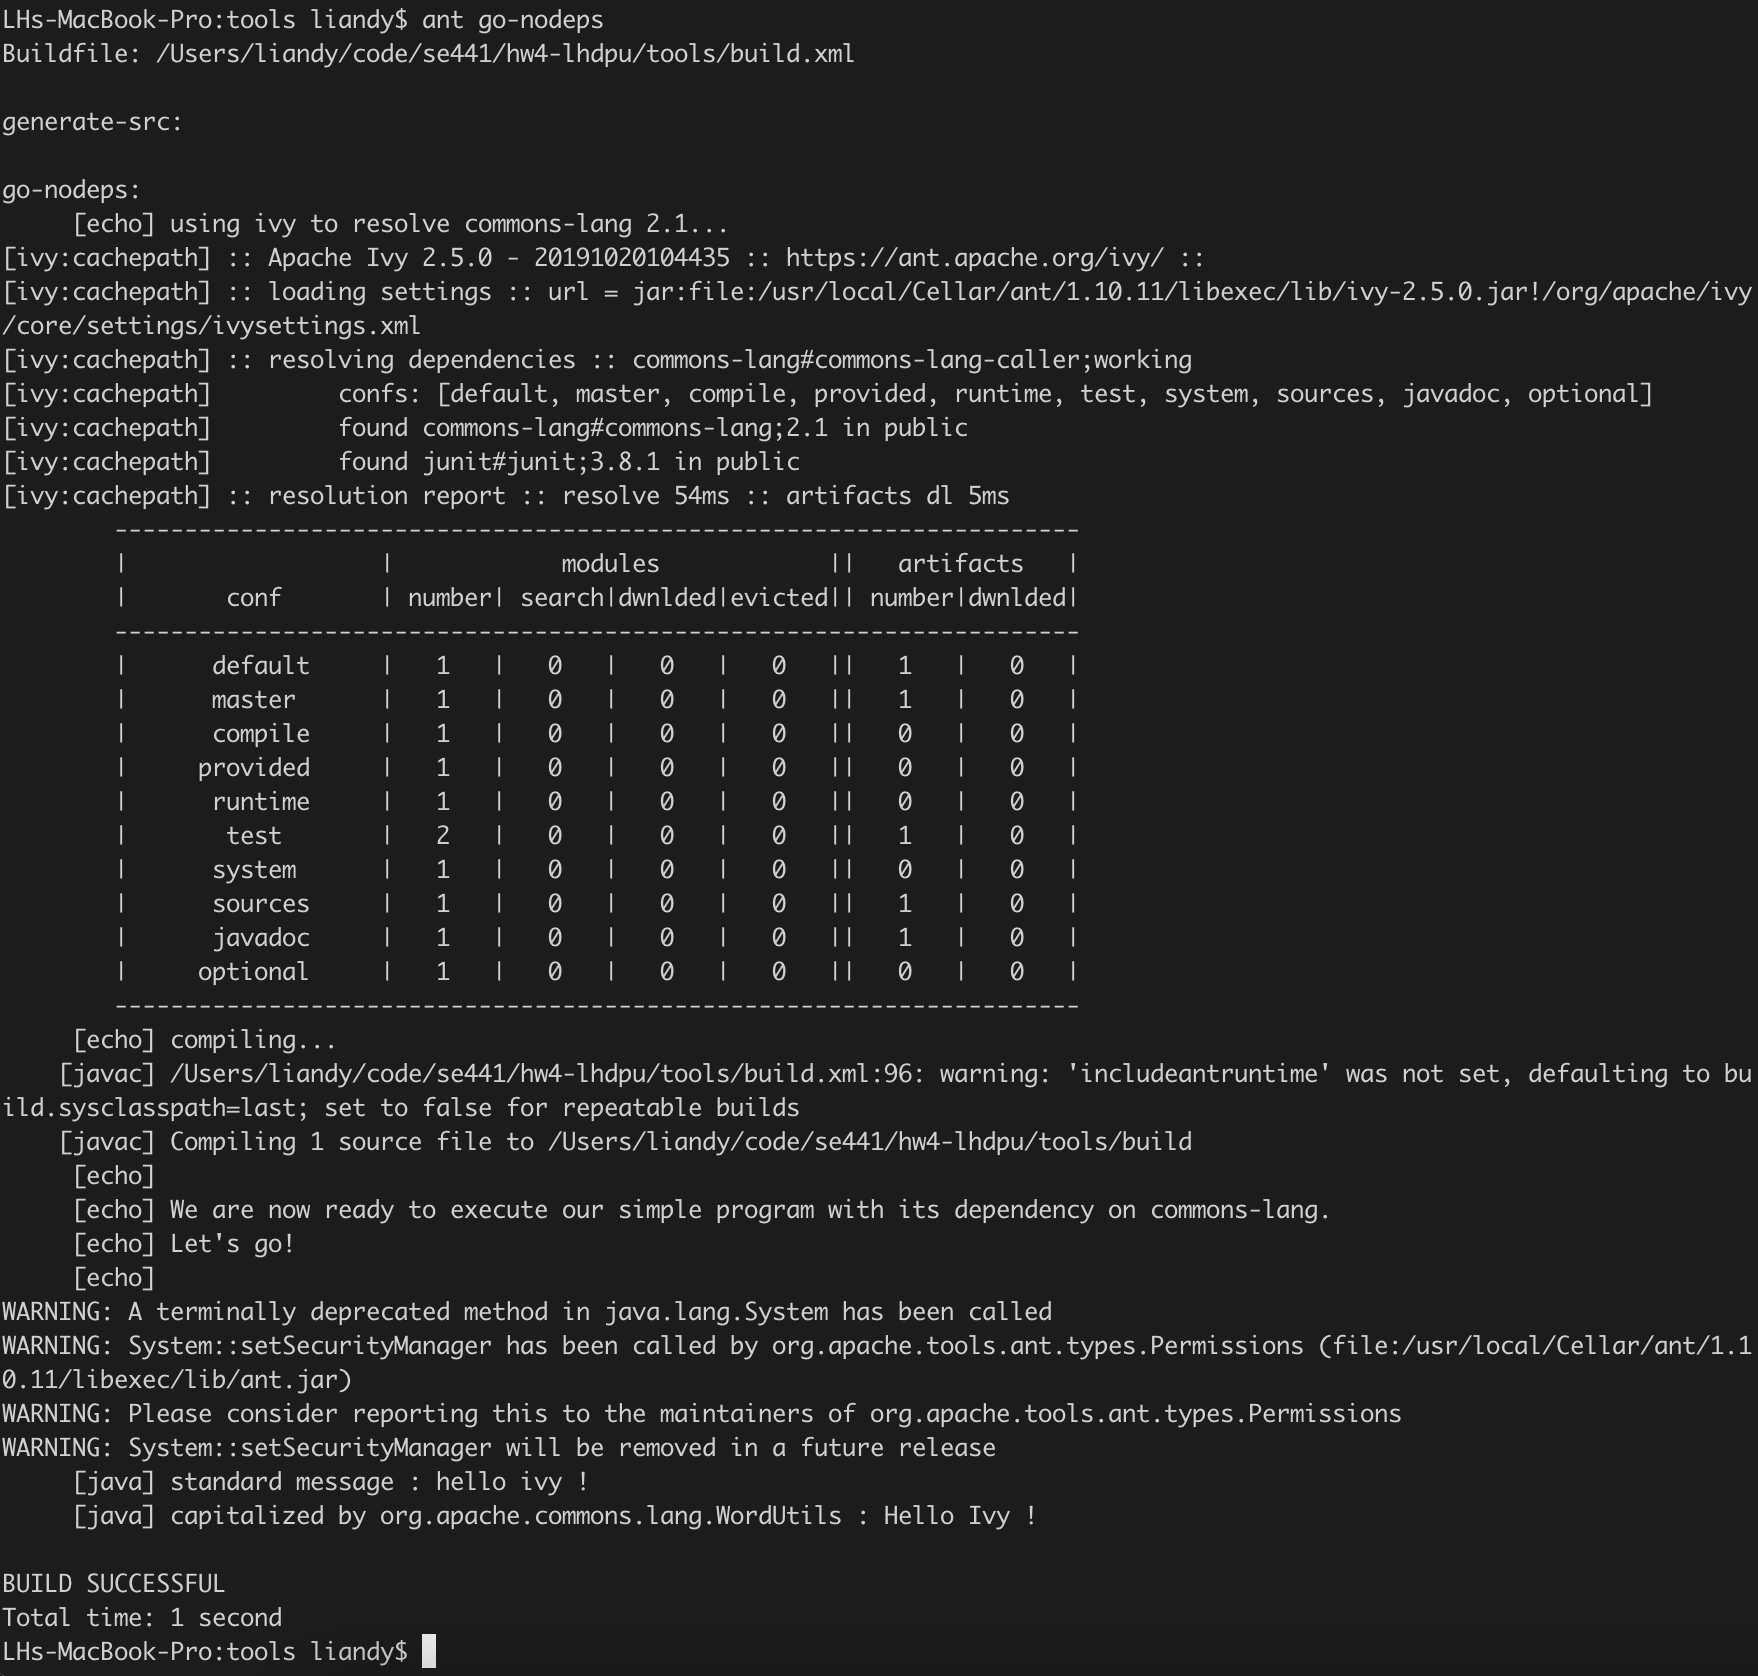 LHs-MacBook-Pro:tools liandy$ ant go-nodeps
Buildfile: /Users/liandy/code/se441/hw4-lhdpu/tools/build.xml

generate-src:

go-nodeps:
     [echo] using ivy to resolve commons-lang 2.1...
[ivy:cachepath] :: Apache Ivy 2.5.0 - 20191020104435 :: https://ant.apache.org/ivy/ ::
[ivy:cachepath] :: loading settings :: url = jar:file:/usr/local/Cellar/ant/1.10.11/libexec/lib/ivy-2.5.0.jar!/org/apache/ivy
/core/settings/ivysettings.xml
[ivy:cachepath] :: resolving dependencies :: commons-lang#commons-lang-caller;working
[ivy:cachepath]         confs: [default, master, compile, provided, runtime, test, system, sources, javadoc, optional]
[ivy:cachepath]         found commons-lang#commons-lang;2.1 in public
[ivy:cachepath]         found junit#junit;3.8.1 in public
[ivy:cachepath] :: resolution report :: resolve 54ms :: artifacts dl 5ms
        ---------------------------------------------------------------------
        |                  |            modules            ||   artifacts   |
        |       conf       | number| search|dwnlded|evicted|| number|dwnlded|
        ---------------------------------------------------------------------
        |      default     |   1   |   0   |   0   |   0   ||   1   |   0   |
        |      master      |   1   |   0   |   0   |   0   ||   1   |   0   |
        |      compile     |   1   |   0   |   0   |   0   ||   0   |   0   |
        |     provided     |   1   |   0   |   0   |   0   ||   0   |   0   |
        |      runtime     |   1   |   0   |   0   |   0   ||   0   |   0   |
        |       test       |   2   |   0   |   0   |   0   ||   1   |   0   |
        |      system      |   1   |   0   |   0   |   0   ||   0   |   0   |
        |      sources     |   1   |   0   |   0   |   0   ||   1   |   0   |
        |      javadoc     |   1   |   0   |   0   |   0   ||   1   |   0   |
        |     optional     |   1   |   0   |   0   |   0   ||   0   |   0   |
        ---------------------------------------------------------------------
     [echo] compiling...
    [javac] /Users/liandy/code/se441/hw4-lhdpu/tools/build.xml:96: warning: 'includeantruntime' was not set, defaulting to bu
ild.sysclasspath=last; set to false for repeatable builds
    [javac] Compiling 1 source file to /Users/liandy/code/se441/hw4-lhdpu/tools/build
     [echo]
     [echo] We are now ready to execute our simple program with its dependency on commons-lang.
     [echo] Let's go!
     [echo]
WARNING: A terminally deprecated method in java.lang.System has been called
WARNING: System::setSecurityManager has been called by org.apache.tools.ant.types.Permissions (file:/usr/local/Cellar/ant/1.1
0.11/libexec/lib/ant.jar)
WARNING: Please consider reporting this to the maintainers of org.apache.tools.ant.types.Permissions
WARNING: System::setSecurityManager will be removed in a future release
     [java] standard message : hello ivy !
     [java] capitalized by org.apache.commons.lang.WordUtils : Hello Ivy !

BUILD SUCCESSFUL
Total time: 1 second
LHs-MacBook-Pro:tools liandy$